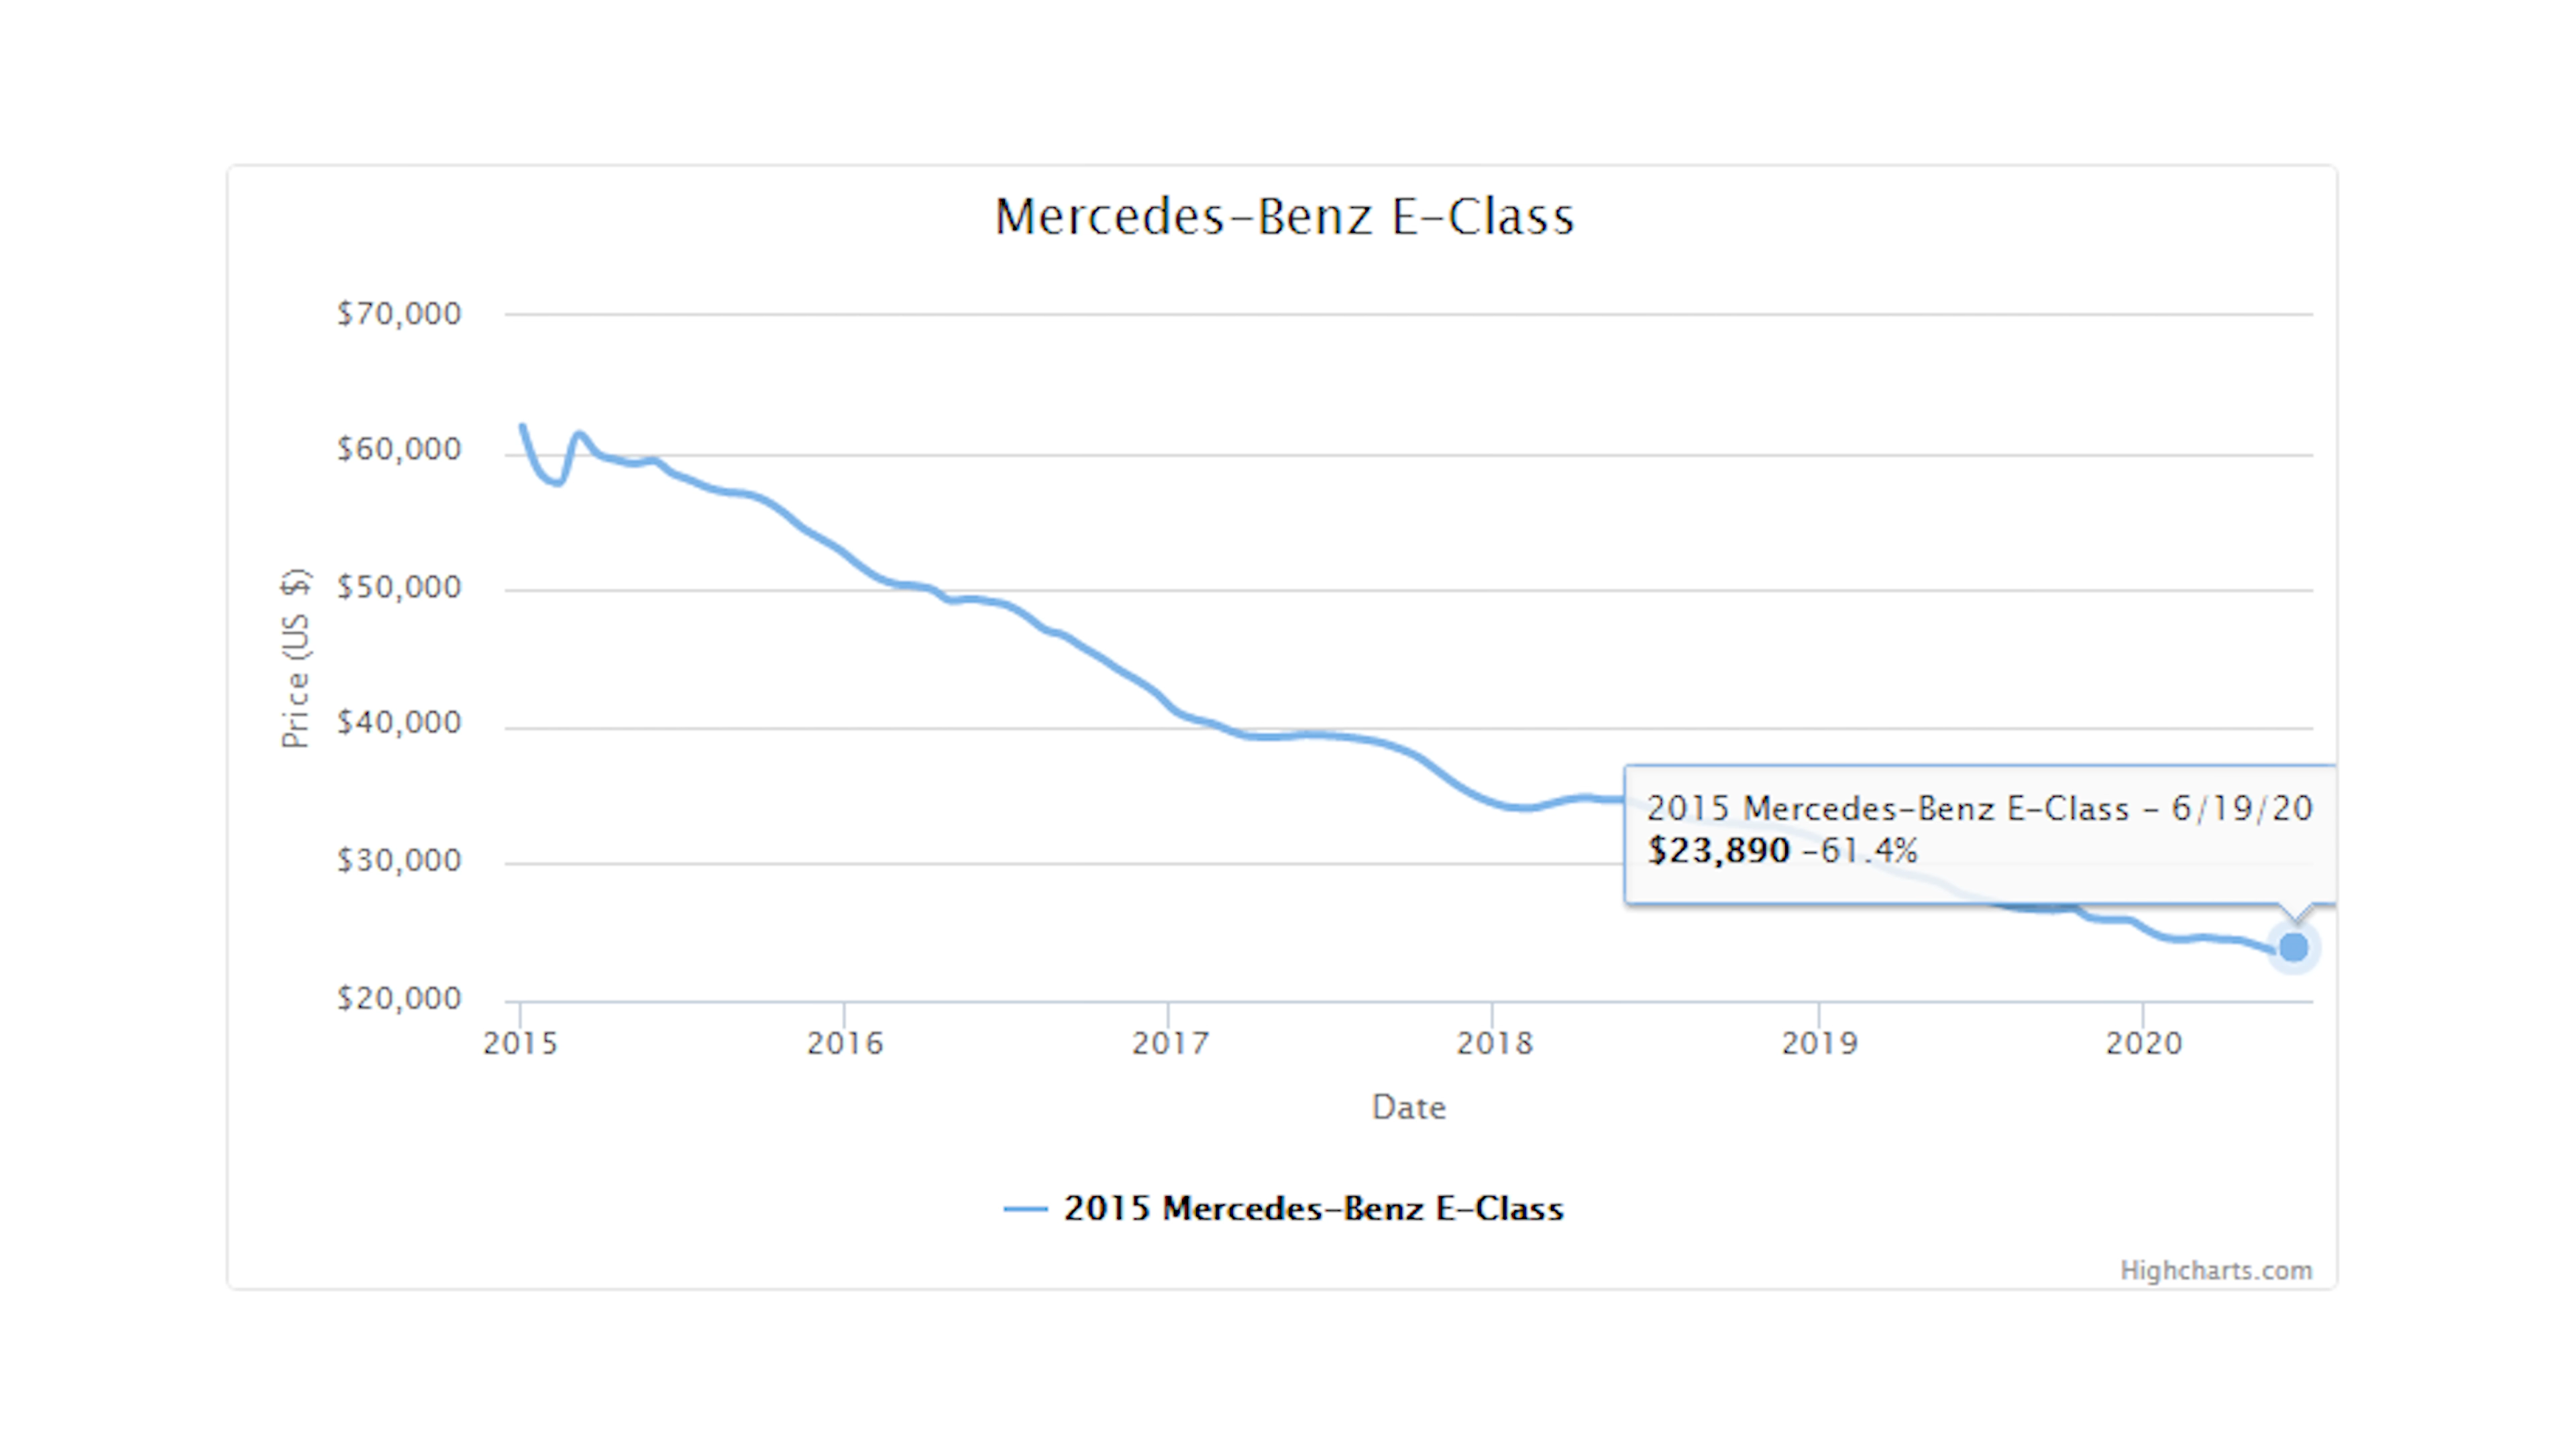 Mercedes-Benz E-Class
$70,000
$60,000
$50,000
$40,000
$30,000
$20,000
Price (US $)
2015 Mercedes-Benz E-Class - 6/19/20
$23,890 -61.4%
2015 2016 2017 2018 2019 2020
Date
2015 Mercedes-Benz E-Class
Highcharts.com